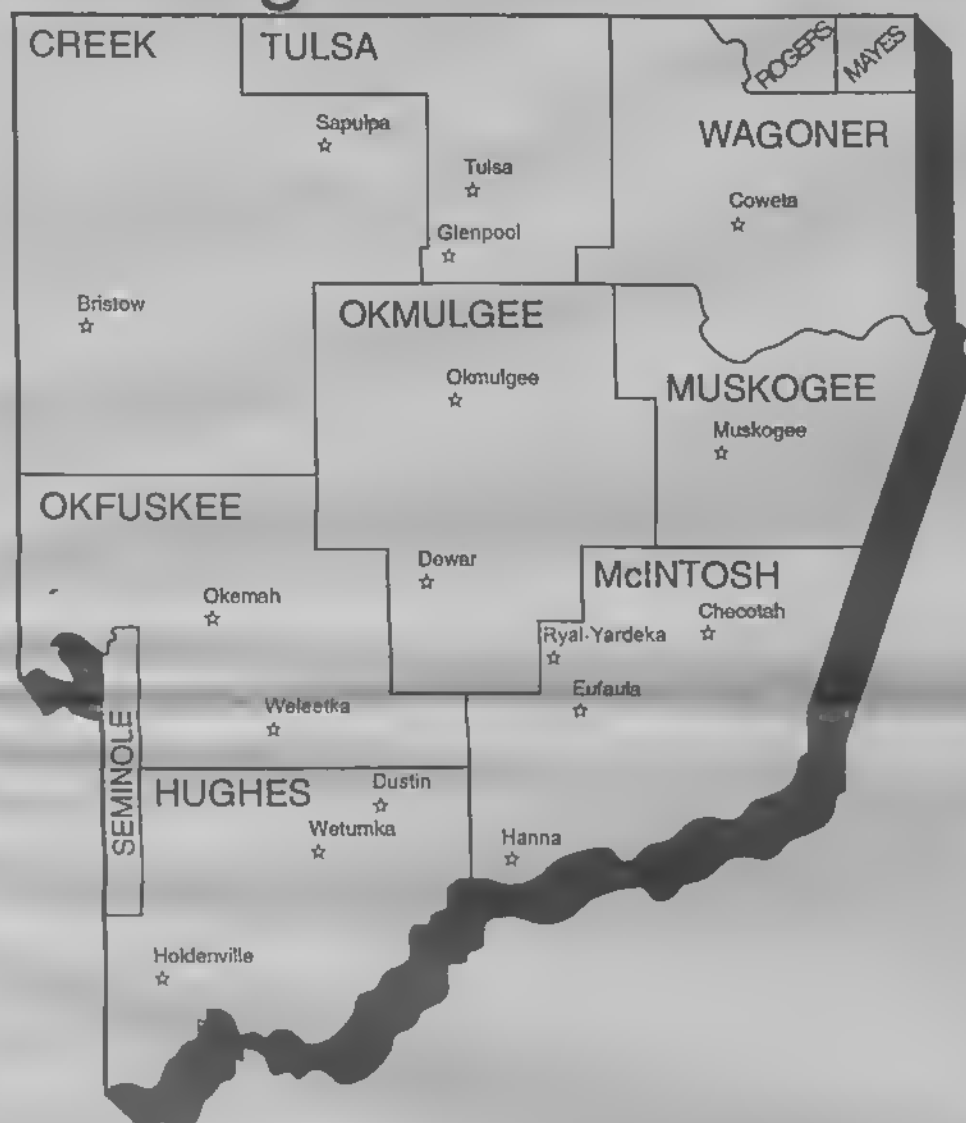 CREEK
TULSA
ROGERS
MAYES
Sapulpa
WAGONER
Tulsa
Coweta
Glenpool
Bristow
OKMULGEE
Okmulgee
MUSKOGEE
Muskogee
OKFUSKEE
Dewar
McINTOSH
Okemah
Checotah
Ryal-Yardeka
Eufaula
Weleetka
SEMINOLE
HUGHES
Dustin
Wetumka
Hanna
Holdenville